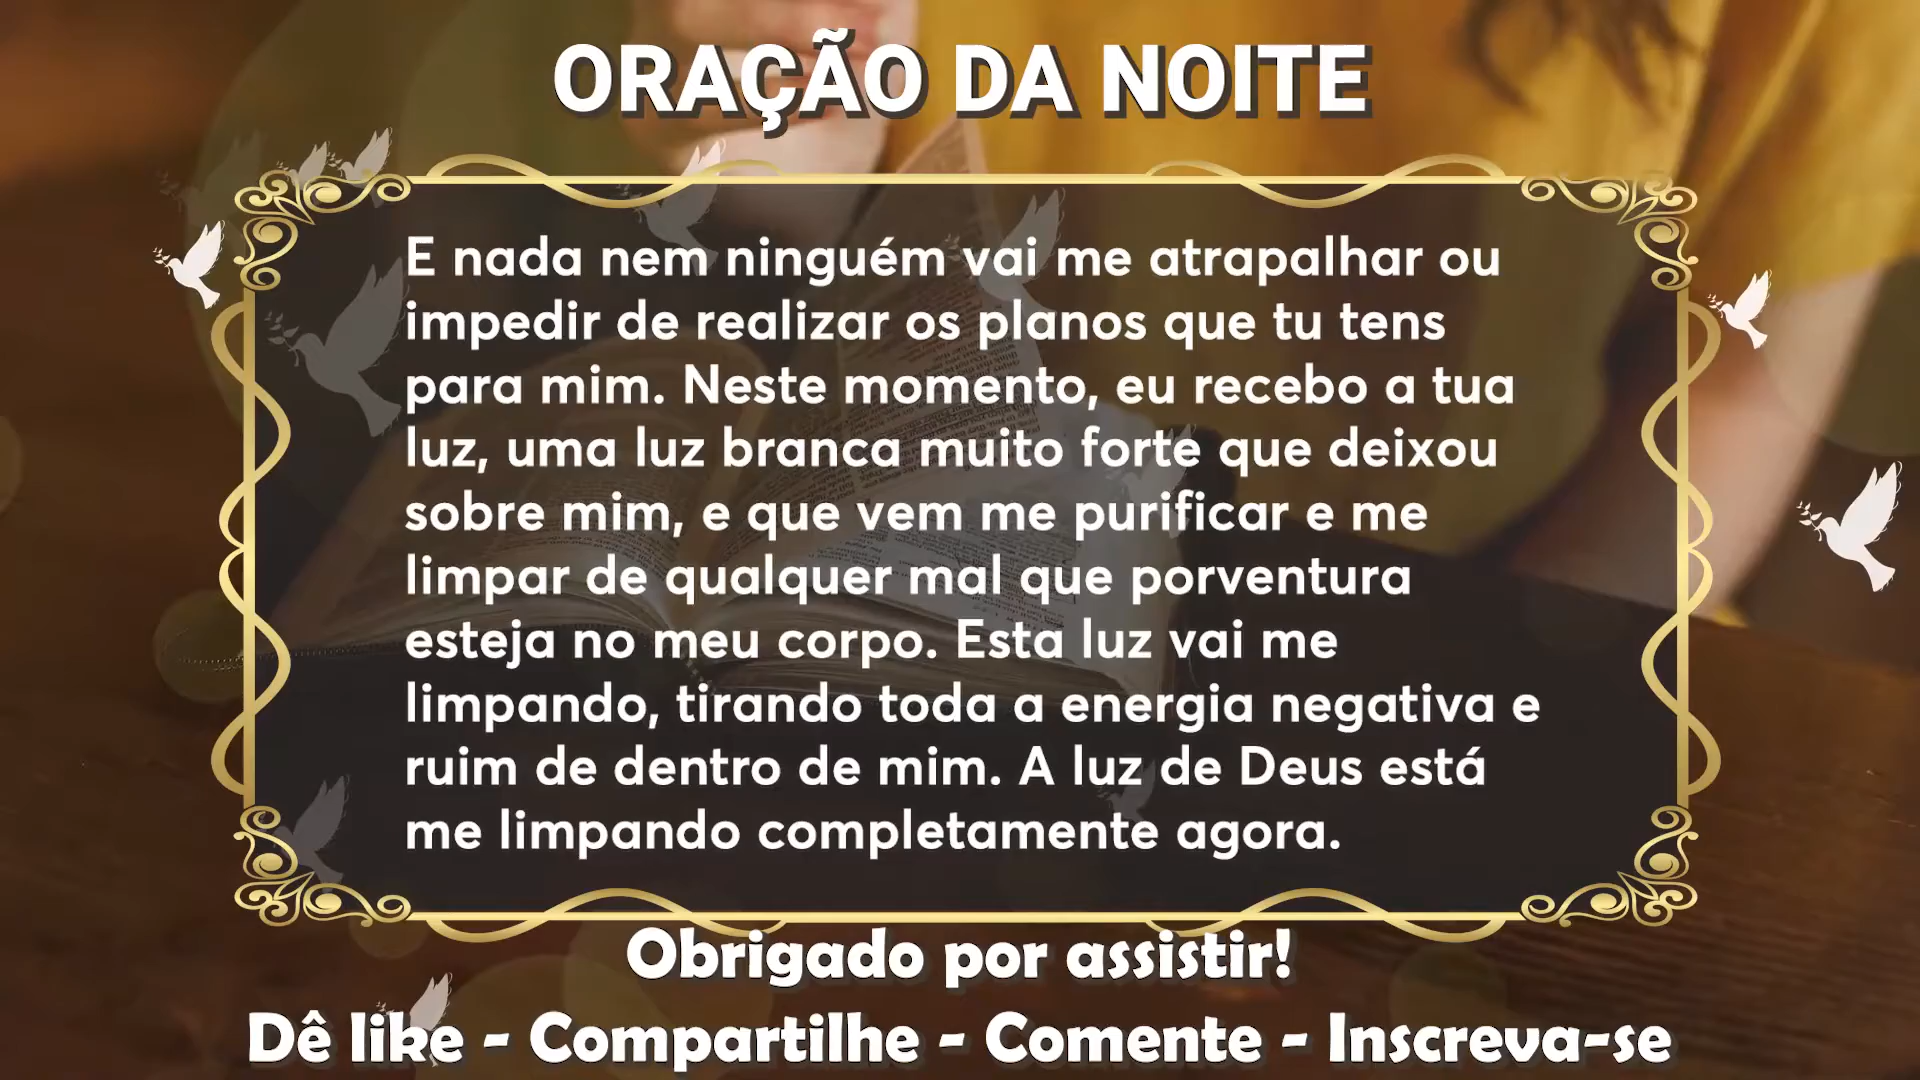 ORAÇÃO DA NOITE
E nada nem ninguém vai me atrapalhar ou
impedir de realizar os planos que tu tens
para mim. Neste momento, eu recebo a tua
luz, uma luz branca muito forte que deixou
sobre mim, e que vem me purificar e me
limpar de qualquer mal que porventura
esteja no meu corpo. Esta luz vai me
limpando, tirando toda a energia negativa e
ruim de dentro de mim. A luz de Deus está
me limpando completamente agora.
Obrigado por assistir!
Dê like - Compartilhe - Comente - Inscreva-se